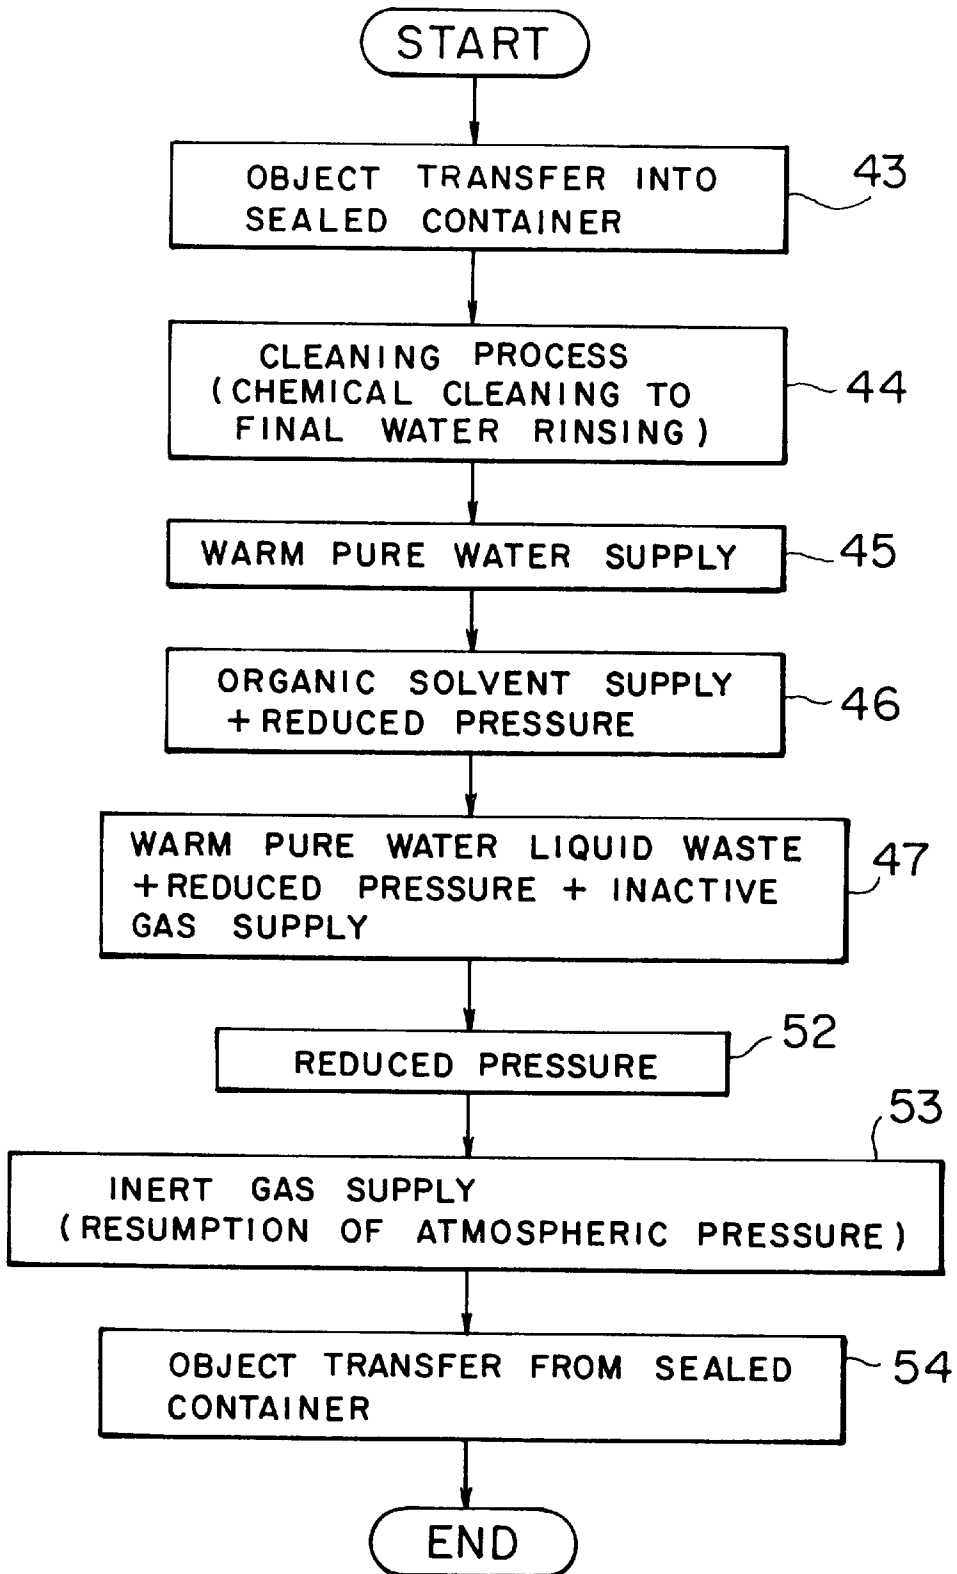 START
OBJECT TRANSFER INTO
SEALED CONTAINER
43
CLEANING PROCESS
(CHEMICAL CLEANING TO
FINAL WATER RINSING)
44
WARM PURE WATER SUPPLY
45
ORGANIC SOLVENT SUPPLY
+REDUCED PRESSURE
46
WARM PURE WATER LIQUID WASTE
+REDUCED PRESSURE + INACTIVE
GAS SUPPLY
47
REDUCED PRESSURE
52
53
INERT GAS SUPPLY
(RESUMPTION OF ATMOSPHERIC PRESSURE)
OBJECT TRANSFER FROM SEALED
CONTAINER
54
END